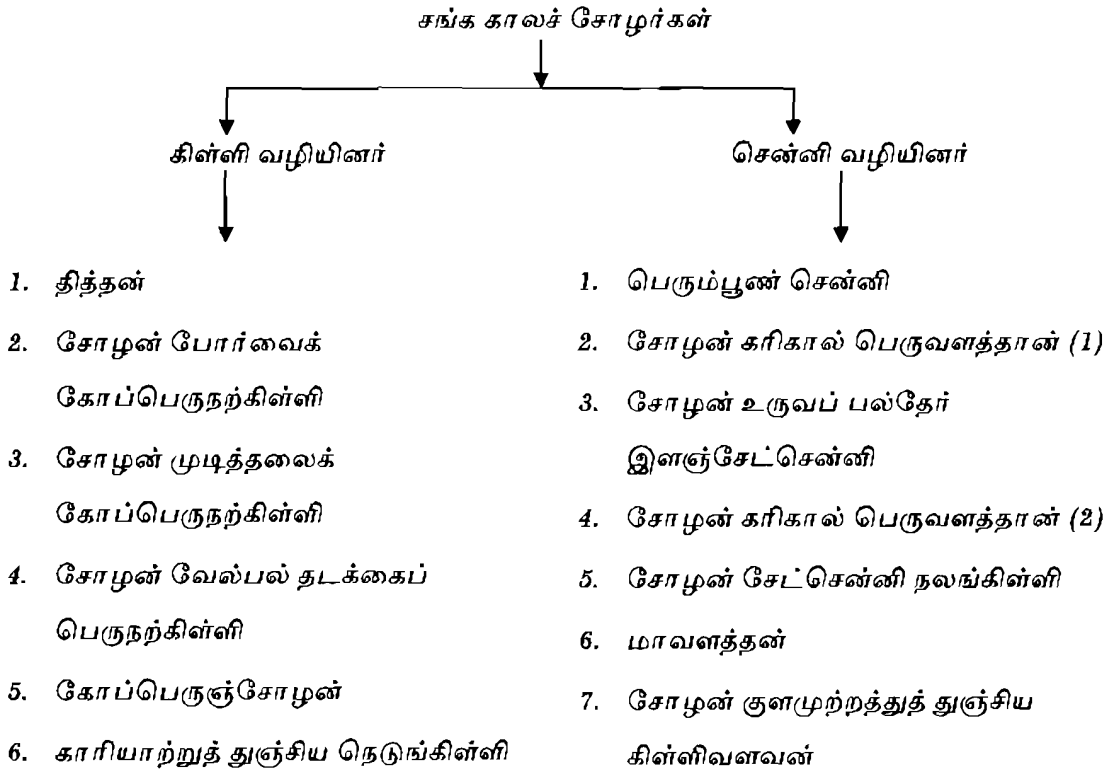 சங்க காலச் சோழர்கள்
கிள்ளி வழியினர்
1. தித்தன்
2. சோழன் போர்வைக்
கோப்பெருநற்கிள்ளி
3. சோழன் முடித்தலைக்
கோப்பெருநற்கிள்ளி
4. சோழன் வேல்பல் தடக்கைப்
பெருநற்கிள்ளி
5. கோப்பெருஞ்சோழன்
6. காரியாற்றுத் துஞ்சிய நெடுங்கிள்ளி
சென்னி வழியினர்
1. பெரும்பூண் சென்னி
2. சோழன் கரிகால் பெருவளத்தான் (1)
3. சோழன் உருவப் பல்தேர்
இளஞ்சேட்சென்னி
4. சோழன் கரிகால் பெருவளத்தான் (2)
5. சோழன் சேட்சென்னி நலங்கிள்ளி
6. மாவளத்தன்
7. சோழன் குளமுற்றத்துத் துஞ்சிய
கிள்ளிவளவன்